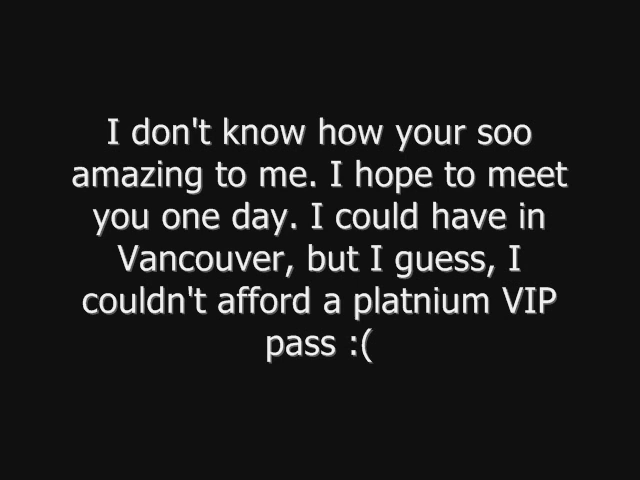 I don't know how your soo
amazing to me. I hope to meet
you one day. I could have in
Vancouver, but I guess, I
couldn't afford a platnium VIP
pass :(